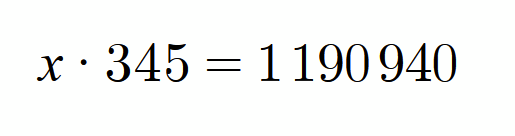 x · 345 = 1 190 940